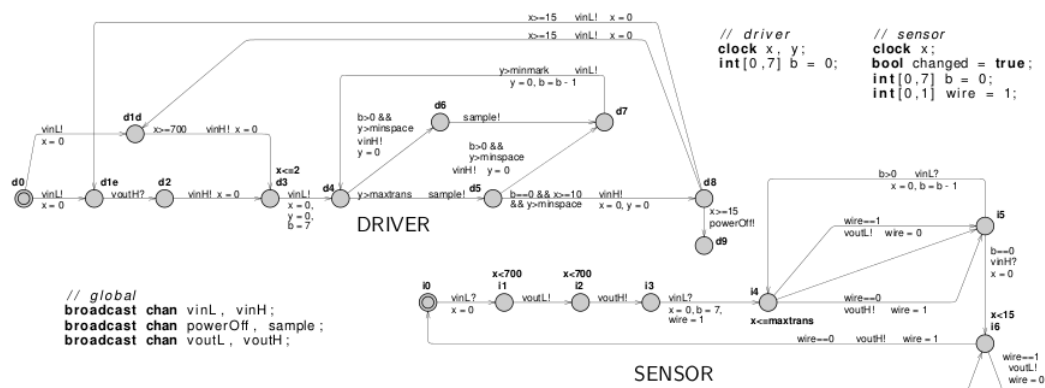 x>=15 vinL! x = 0
x>=15 vinL! x = 0
// driver
clock x, y;
int[0,7] b = 0;
// sensor
clock x;
bool changed = true;
int[0,7] b = 0;
int[0,1] wire = 1;
y>minmark vinL!
y = 0, b = b - 1
d1d
vinL!
x = 0
x>=700 vinH! x = 0
d6
b>0 &&
y>minspace
vinH!
y = 0
sample!
d7
b>0 &&
y>minspace
vinH! y = 0
d0
vinL!
x = 0
d1e
vout H?
d2
vinH! x = 0
x<=2
d3
vinL!
x = 0,
y = 0,
b = 7
d4
y>maxtrans sample!
d5
b==0 && x>=10
&& y>minspace
vinH!
x = 0, y = 0
d8
x>=15
powerOff!
d9
DRIVER
b>0 vinL?
x = 0, b = b - 1
i5
wire==1
voutL! wire = 0
b==0
vinH?
x = 0
// global
broadcast chan vinL, vinH;
broadcast chan powerOff, sample;
broadcast chan voutL, voutH;
i0
vinL?
x = 0
x<700
i1
voutL!
x<700
i2
voutH!
i3
vinL?
x = 0, b = 7,
wire = 1
i4
x<=maxtrans
wire==0
voutH! wire = 1
x<15
i6
wire==0 voutH! wire = 1
wire==1
voutL!
wire = 0
SENSOR